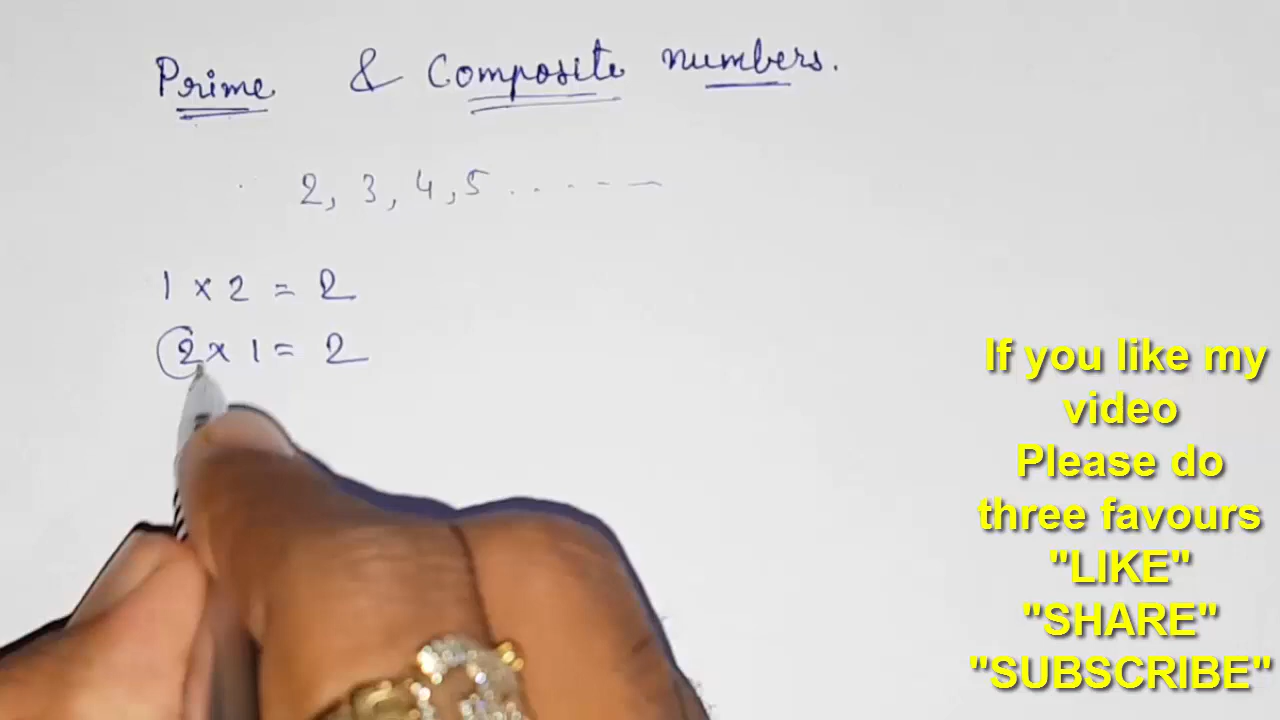 Prime & Composite numbers.
2, 3, 4, 5 . . . . - - —
1 × 2 = 2
2 × 1 = 2
If you like my
video
Please do
three favours
"LIKE"
"SHARE"
"SUBSCRIBE"